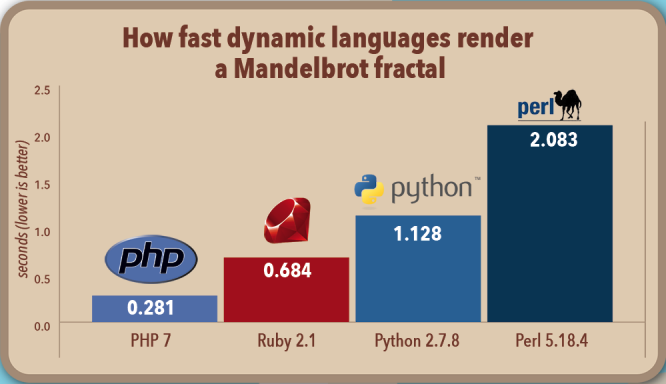 How fast dynamic languages render
a Mandelbrot fractal
seconds (lower is better)
2.5
2.0
1.5
1.0
0.5
0.0
php
python™
perl
0.281
0.684
1.128
2.083
PHP 7
Ruby 2.1
Python 2.7.8
Perl 5.18.4